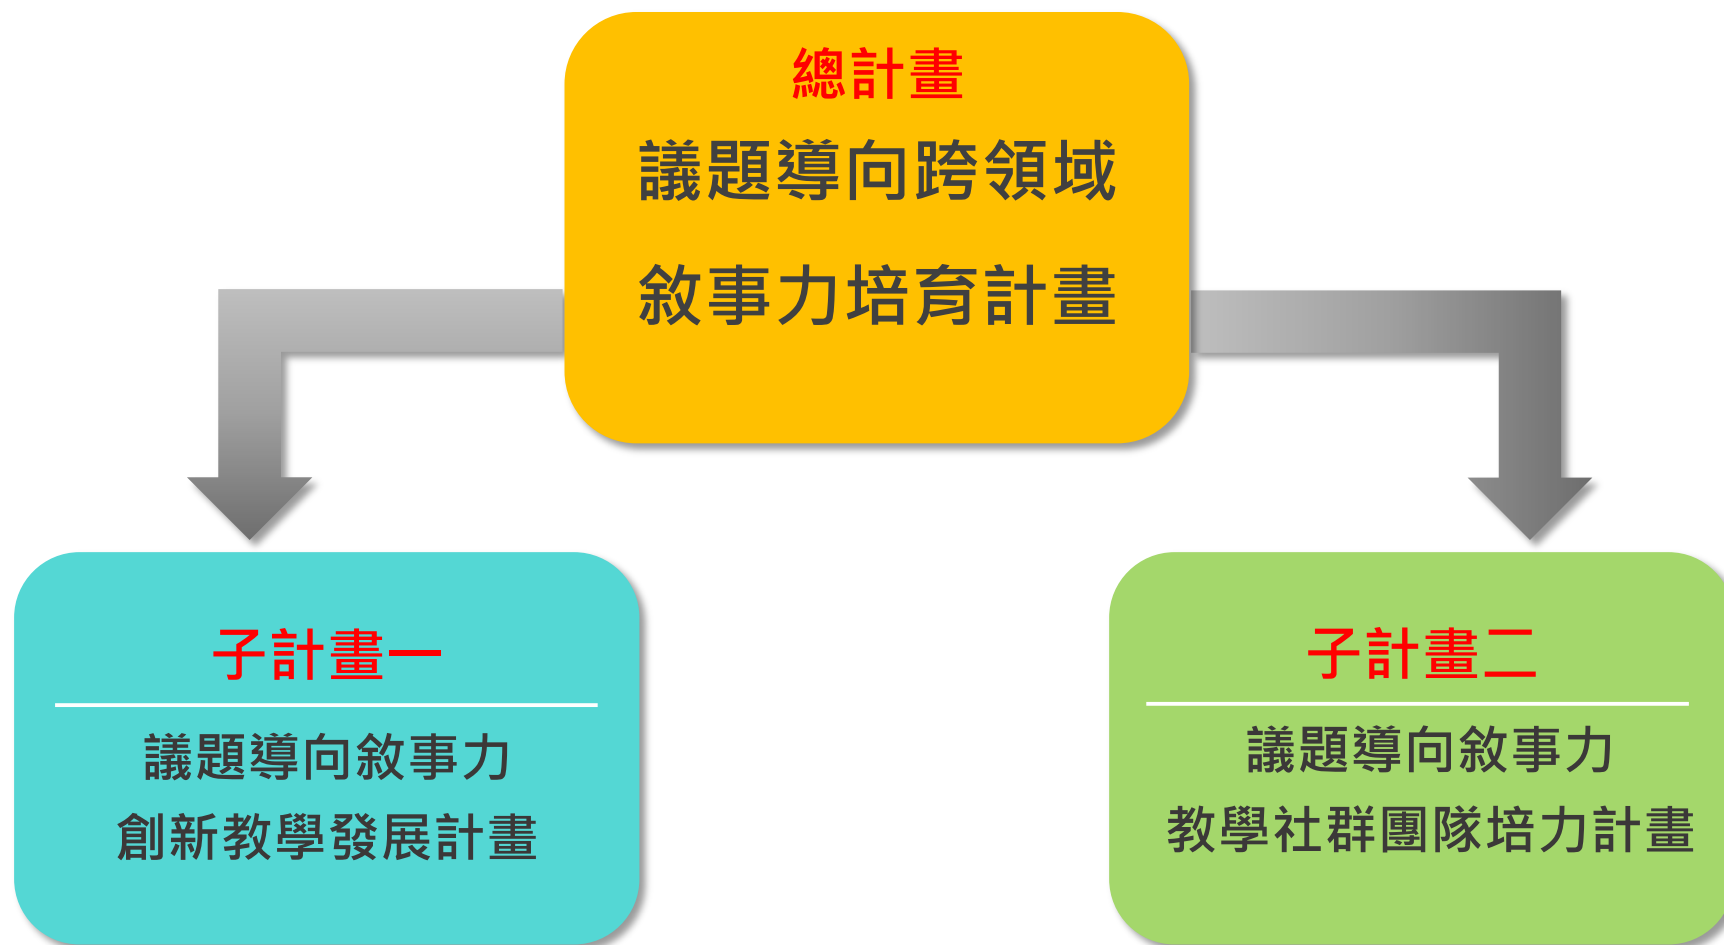 總計畫
議題導向跨領域
敘事力培育計畫
子計畫一
議題導向敘事力
創新教學發展計畫
子計畫二
議題導向敘事力
教學社群團隊培力計畫